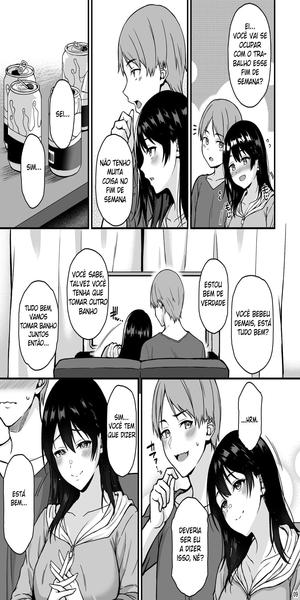 EI...
VOCÊ VAI SE
OCUPAR
COM O TRA-
BALHO ESSE
FIM DE
SEMANA?
NÃO TENHO
MUITA
COISA NO
FIM DE
SEMANA
SEI...
SIM...
VOCÊ BEBEU
DEMAIS, ESTÁ
TUDO BEM?
ESTOU
BEM DE
VERDADE
VOCÊ SABE,
TALVEZ VOCÊ
TENHA QUE
TOMAR OUTRO
BANHO
TUDO BEM,
VAMOS
TOMAR BANHO
JUNTOS
ENTÃO...
...HRM.
DEVERIA
SER EU
A DIZER
ISSO, NÉ?
SIM...
VOCÊ TEM
QUE DIZER
ESTÁ
BEM...